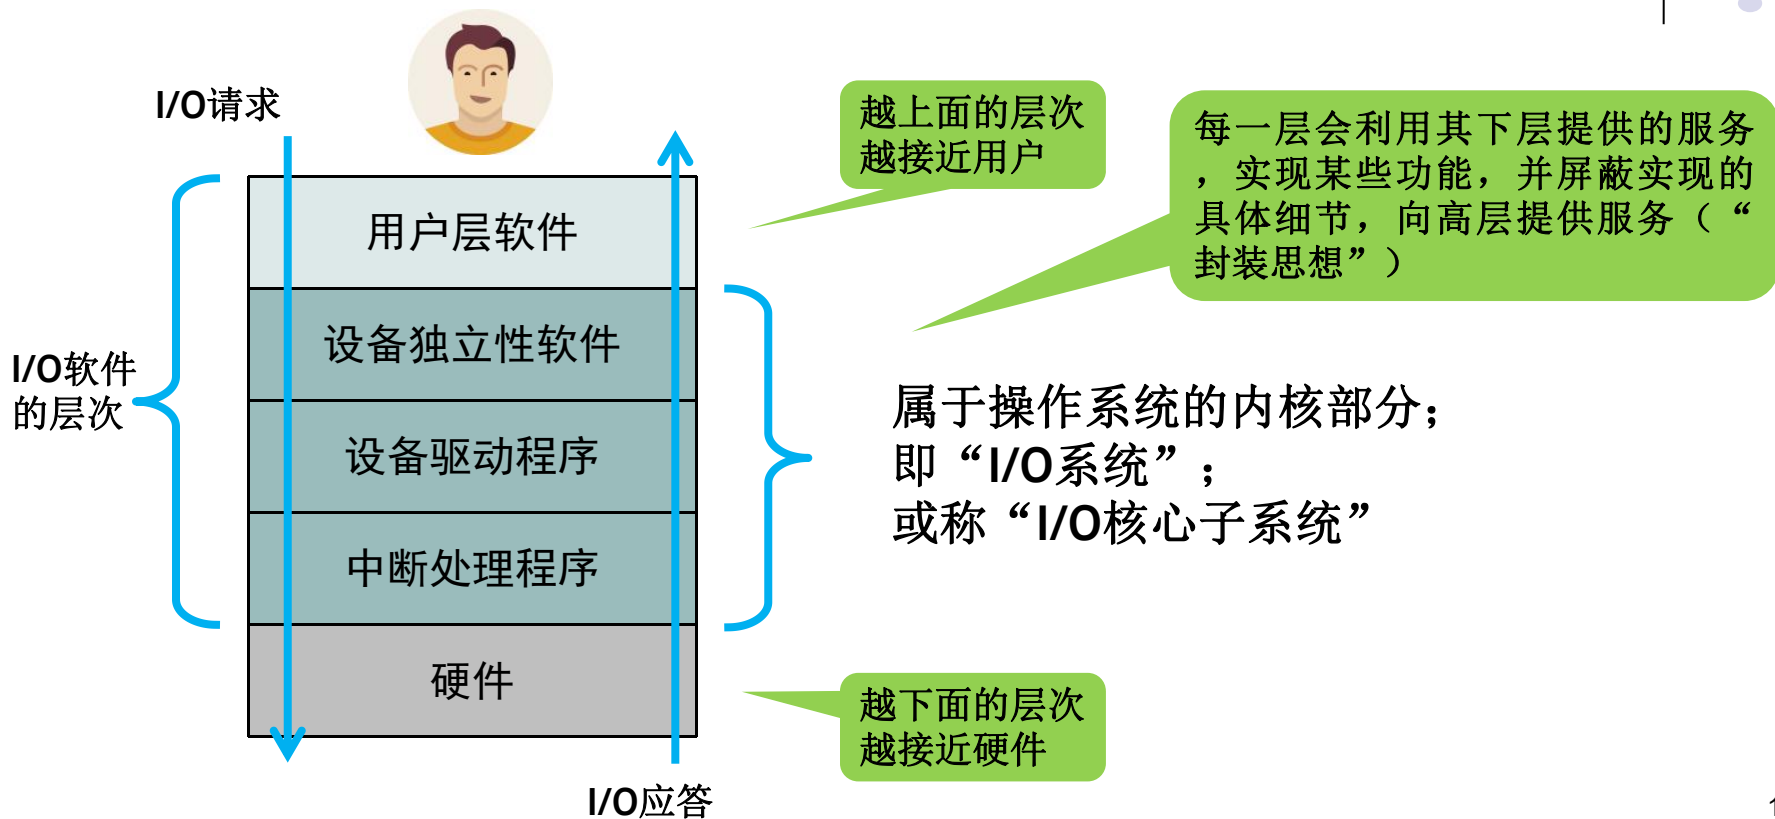 I/O请求
越上面的层次
越接近用户
每一层会利用其下层提供的服务
，实现某些功能，并屏蔽实现的
具体细节，向高层提供服务（“
封装思想”）
用户层软件
设备独立性软件
I/O软件
的层次
设备驱动程序
中断处理程序
属于操作系统的内核部分；
即“I/O系统”；
或称“I/O核心子系统”
硬件
越下面的层次
越接近硬件
I/O应答